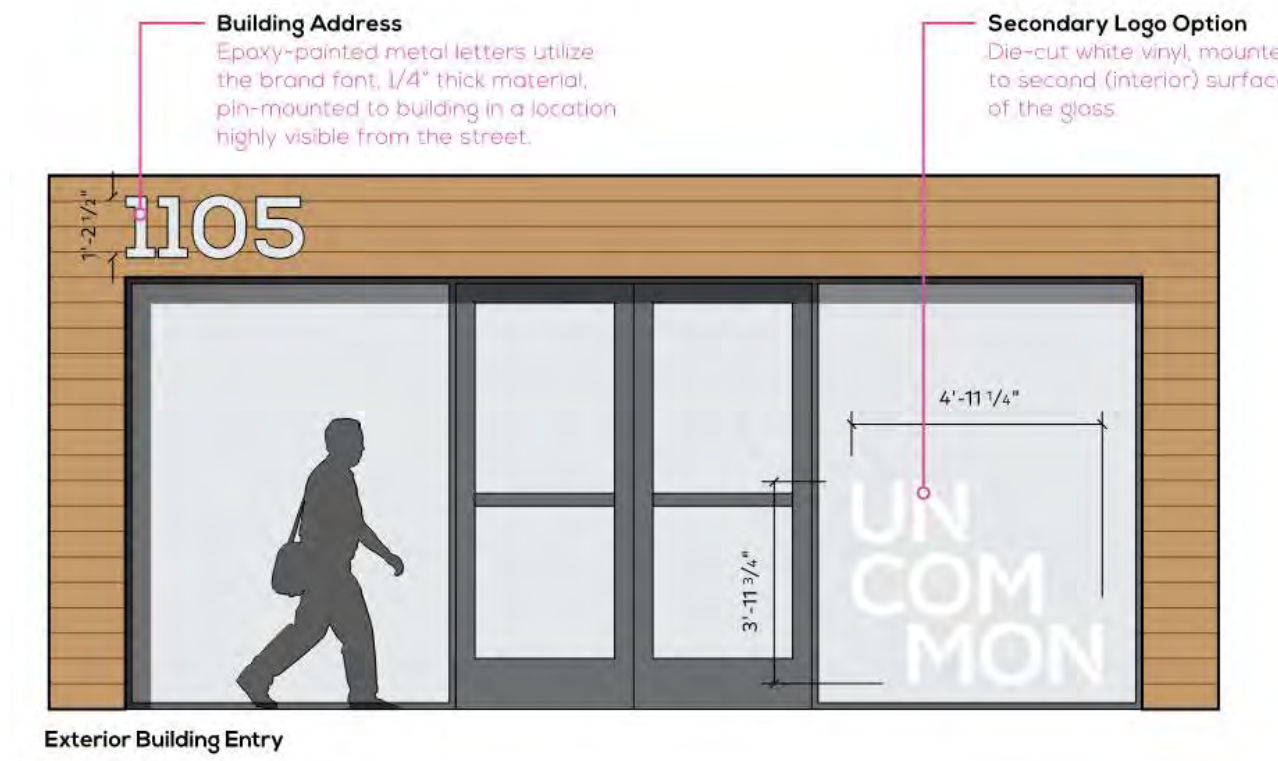 Building Address
Epoxy-painted metal letters utilize
the brand font, 1/4" thick material,
pin-mounted to building in a location
highly visible from the street.
Secondary Logo Option
Die-cut white vinyl, mounte
to second (interior) surface
of the glass
1'-2 1/2"
1105
4'-11 1/4"
3'-11 3/4"
UN
COM
MON
Exterior Building Entry